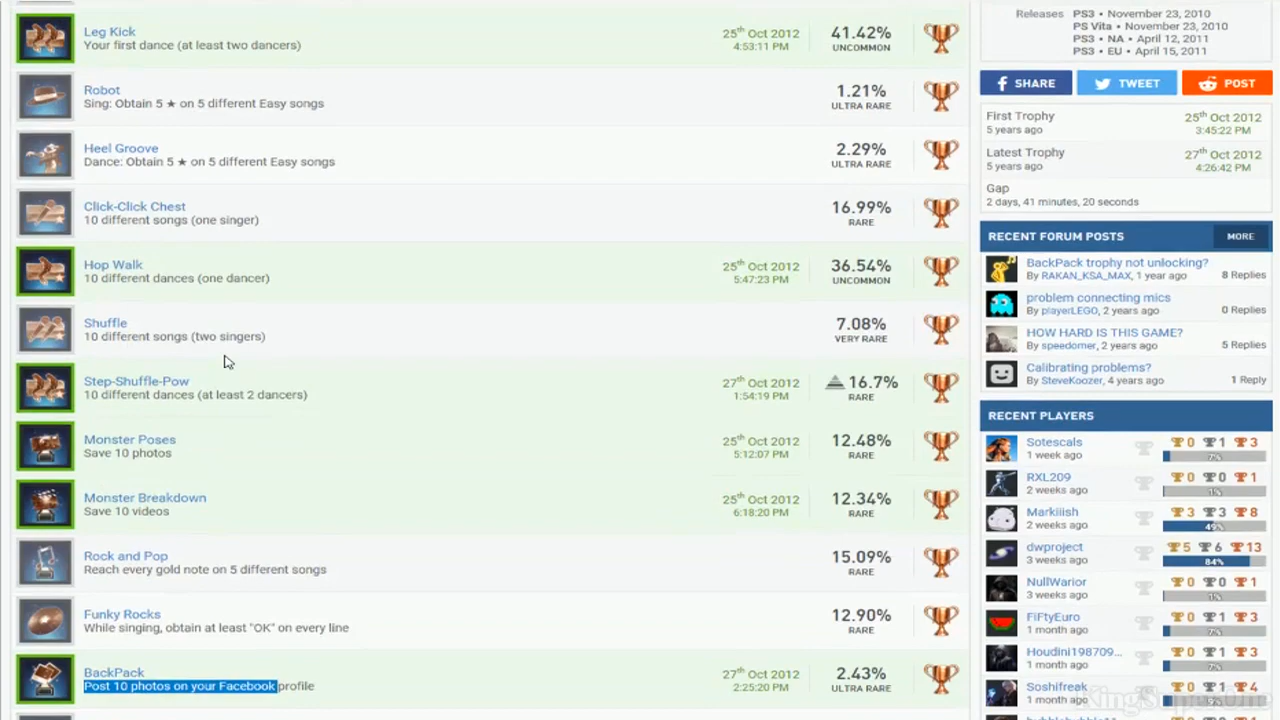 Leg Kick
Your first dance (at least two dancers)
25th Oct 2012
4:53:11 PM
41.42%
UNCOMMON
Robot
Sing: Obtain 5 ★ on 5 different Easy songs
1.21%
ULTRA RARE
Heel Groove
Dance: Obtain 5 ★ on 5 different Easy songs
2.29%
ULTRA RARE
Click-Click Chest
10 different songs (one singer)
16.99%
RARE
Hop Walk
10 different dances (one dancer)
25th Oct 2012
5:47:23 PM
36.54%
UNCOMMON
Shuffle
10 different songs (two singers)
7.08%
VERY RARE
Step-Shuffle-Pow
10 different dances (at least 2 dancers)
27th Oct 2012
1:54:19 PM
16.7%
RARE
Monster Poses
Save 10 photos
25th Oct 2012
5:12:07 PM
12.48%
RARE
Monster Breakdown
Save 10 videos
25th Oct 2012
6:18:20 PM
12.34%
RARE
Rock and Pop
Reach every gold note on 5 different songs
15.09%
RARE
Funky Rocks
While singing, obtain at least "OK" on every line
12.90%
RARE
BackPack
Post 10 photos on your Facebook profile
27th Oct 2012
2:25:20 PM
2.43%
ULTRA RARE
Releases PS3 • November 23, 2010
PS Vita • November 23, 2010
PS3 • NA • April 12, 2011
PS3 • EU • April 15, 2011
SHARE TWEET POST
First Trophy 25th Oct 2012
5 years ago 3:45:22 PM
Latest Trophy 27th Oct 2012
5 years ago 4:26:42 PM
Gap
2 days, 41 minutes, 20 seconds
RECENT FORUM POSTS MORE
BackPack trophy not unlocking?
By RAKAN_KSA_MAX, 1 year ago 8 Replies
problem connecting mics
By playerLEGO, 2 years ago 0 Replies
HOW HARD IS THIS GAME?
By speedomer, 2 years ago 5 Replies
Calibrating problems?
By SteveKoozer, 4 years ago 1 Reply
RECENT PLAYERS
Sotescals 0 1 3
1 week ago 7%
RXL209 0 0 1
2 weeks ago 1%
Markiiish 3 3 8
2 weeks ago 49%
dwproject 5 6 13
3 weeks ago 84%
NullWarior 0 0 1
3 weeks ago 1%
FiFtyEuro 0 1 3
1 month ago 7%
Houdini198709... 0 1 3
1 month ago 7%
Soshifreak 0 1 4
1 month ago 9%